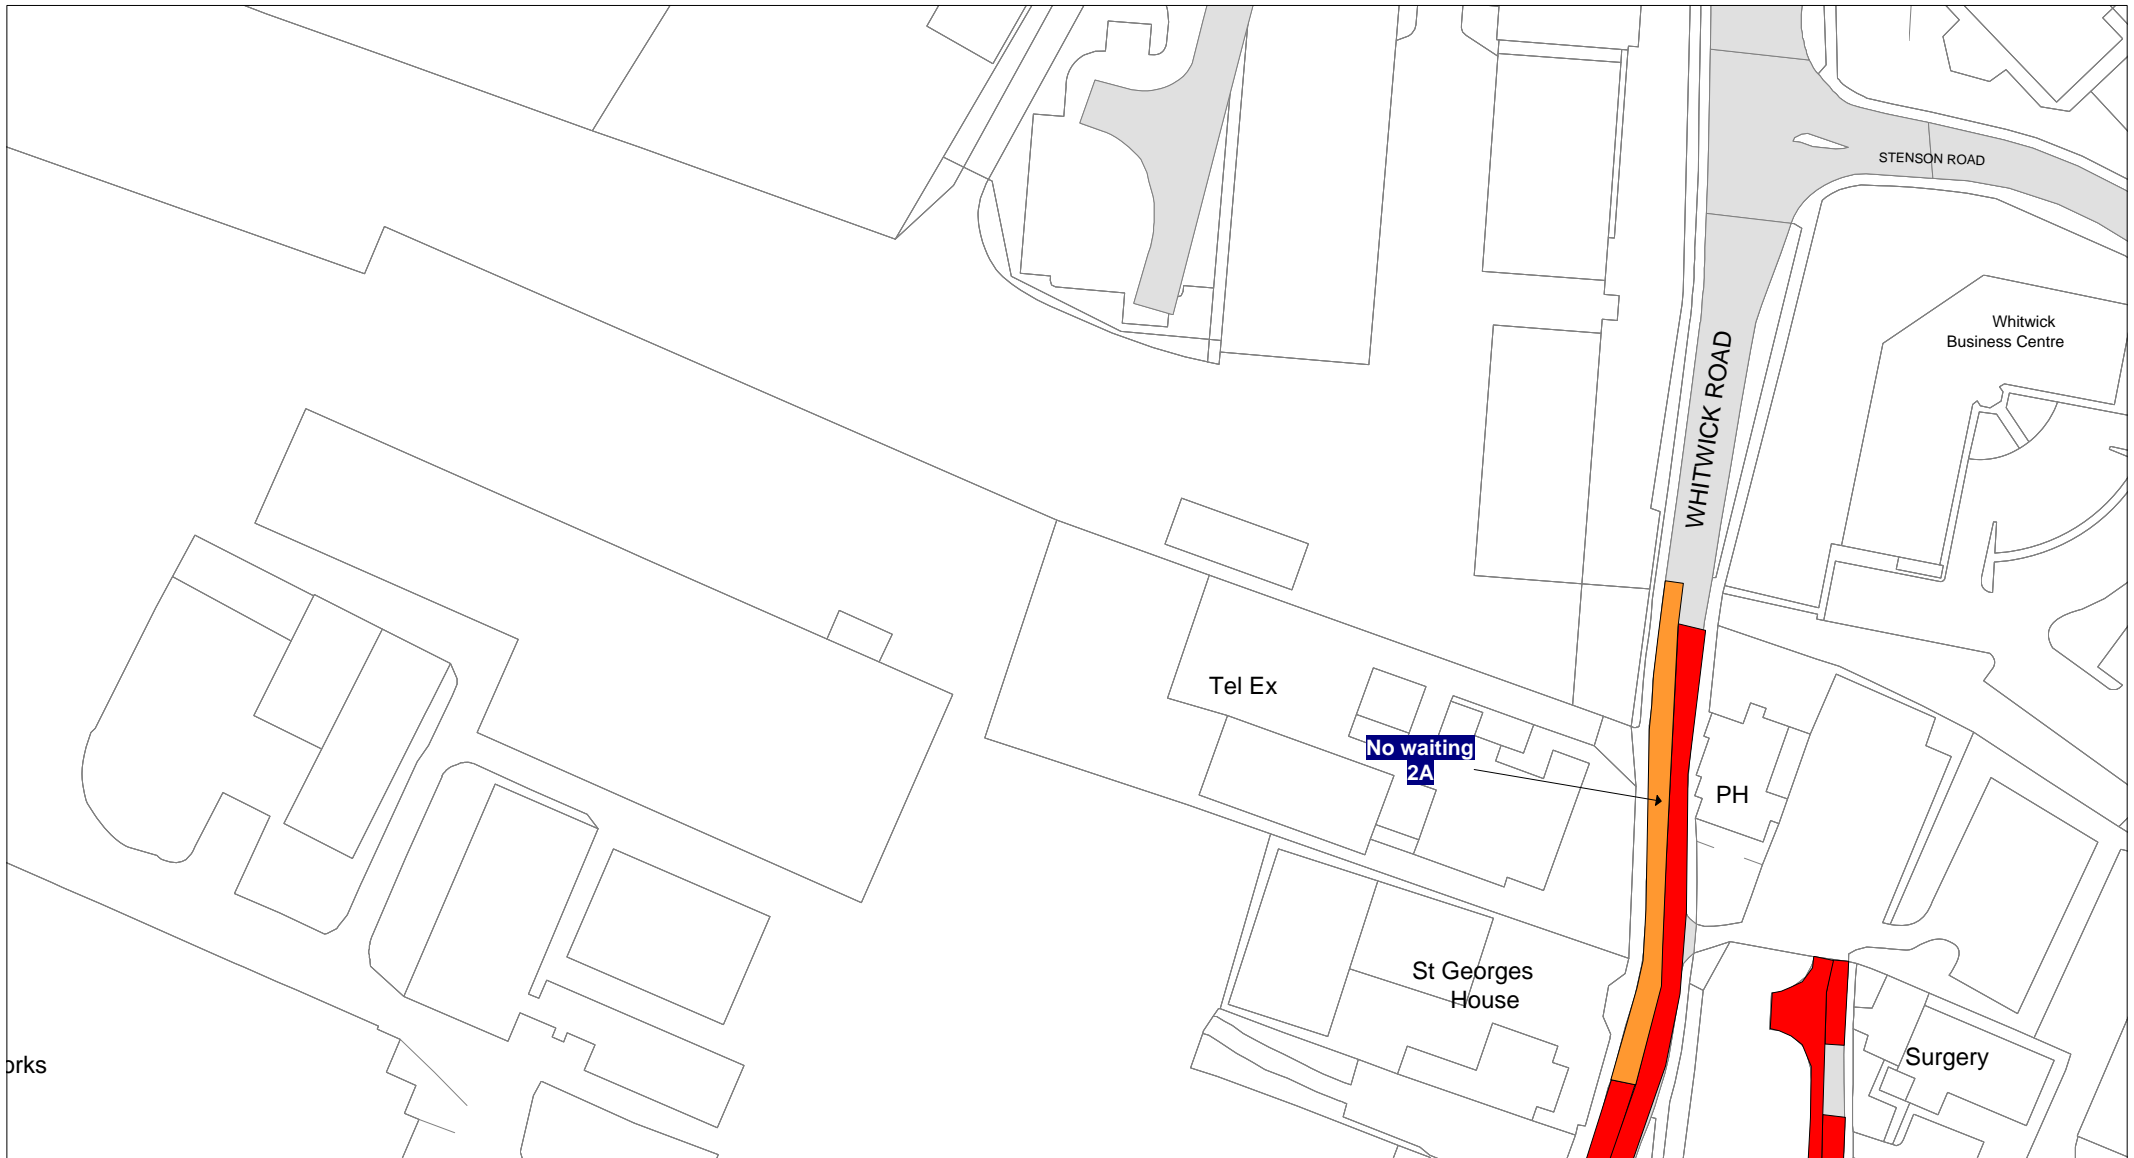 STENSON ROAD
Whitwick
Business Centre
WHITWICK ROAD
Tel Ex
No waiting
2A
PH
St Georges
House
Surgery
orks